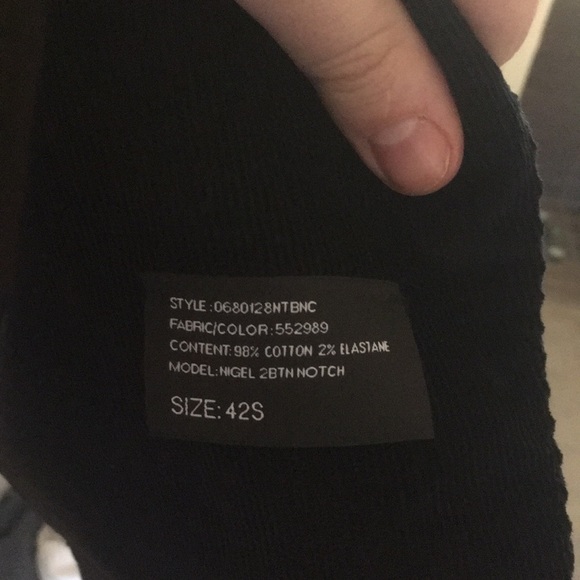 STYLE:0680128NTBNC
FABRIC/COLOR:552989
CONTENT:98% COTTON 2% ELASTANE
MODEL:NIGEL 2BTN NOTCH
SIZE:42S